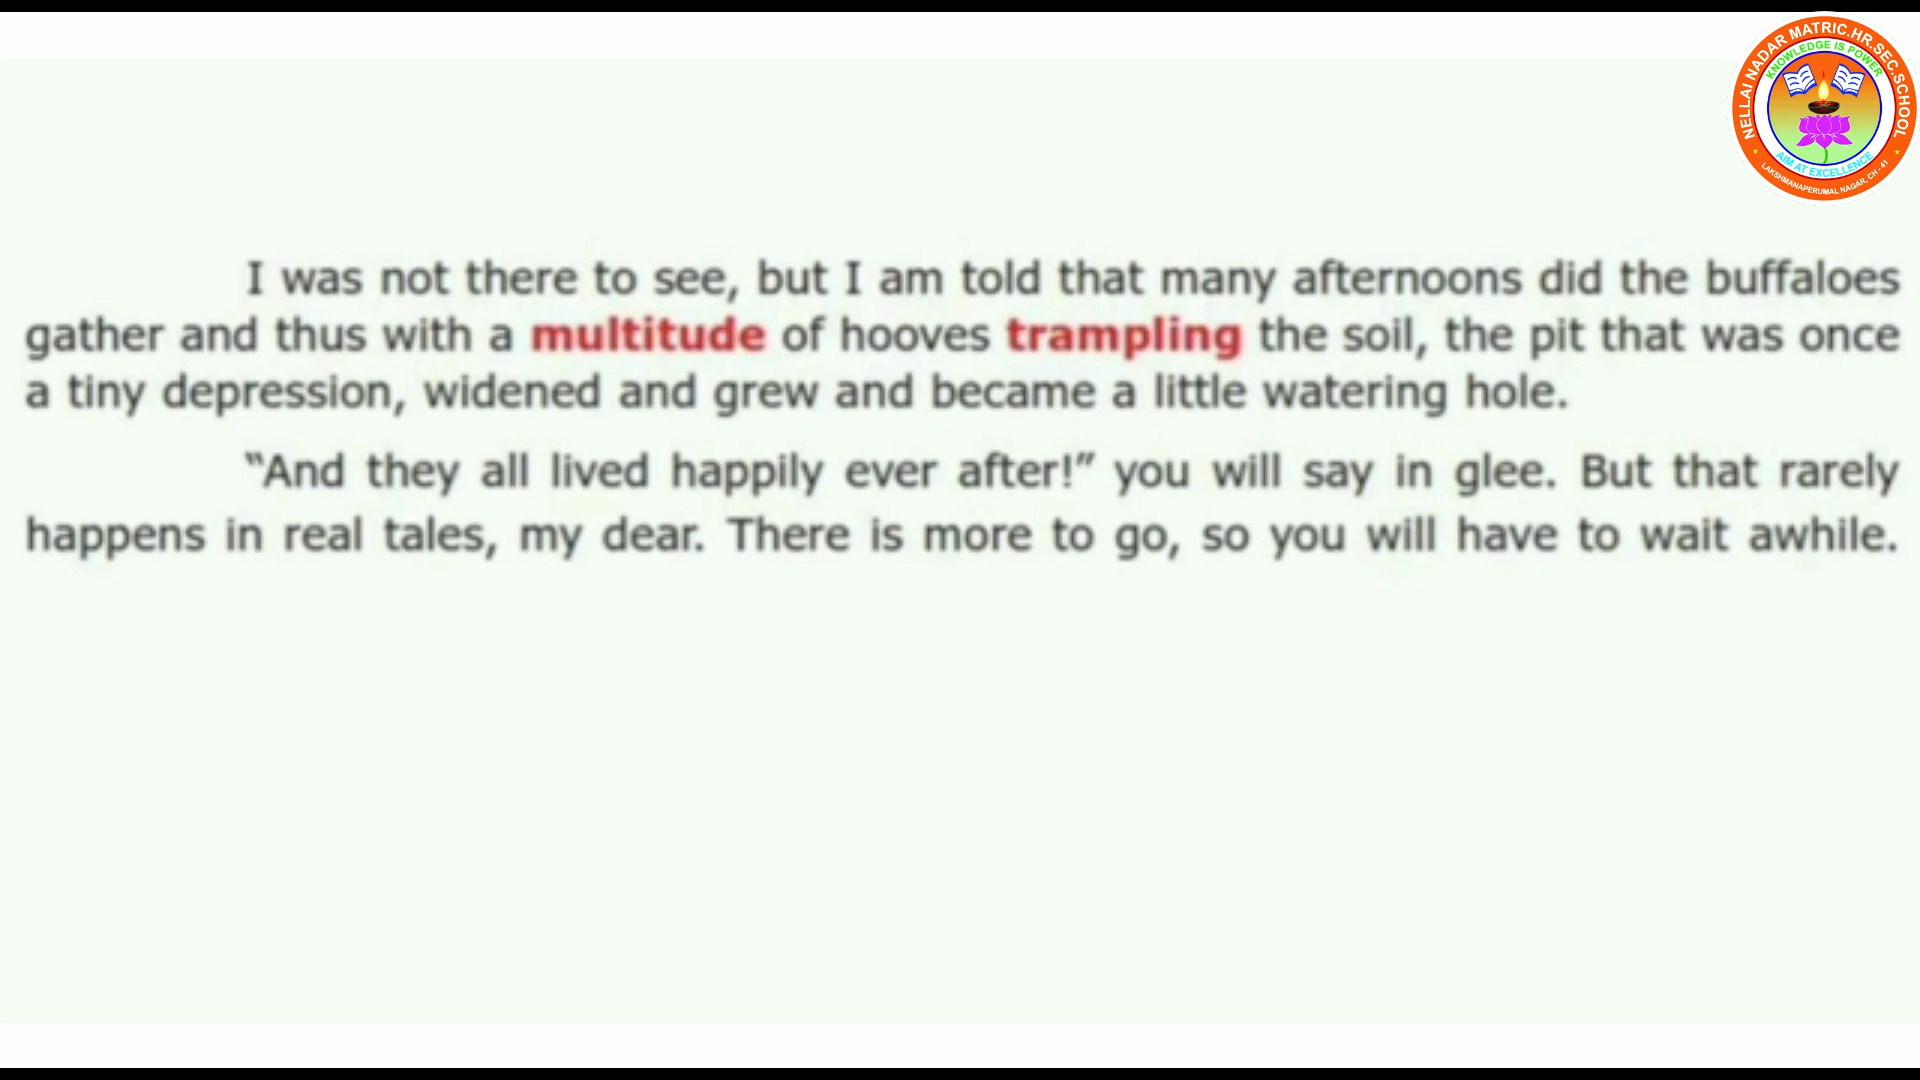 NELLAI NADAR MATRIC.HR.SEC.SCHOOL
KNOWLEDGE IS POWER
AIM AT EXCELLENCE
LAKSHMANAPERUMAL NAGAR, CH - 41
I was not there to see, but I am told that many afternoons did the buffaloes
gather and thus with a multitude of hooves trampling the soil, the pit that was once
a tiny depression, widened and grew and became a little watering hole.
“And they all lived happily ever after!” you will say in glee. But that rarely
happens in real tales, my dear. There is more to go, so you will have to wait awhile.